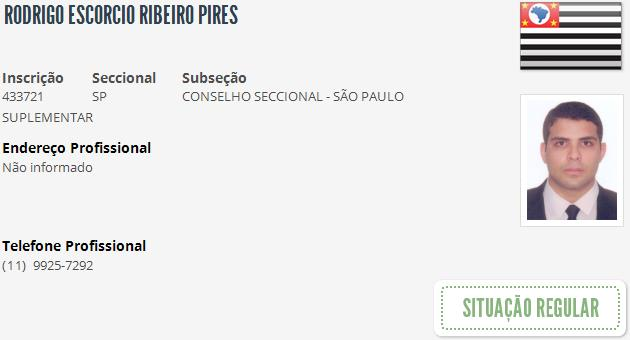 RODRIGO ESCORCIO RIBEIRO PIRES
Inscrição Seccional Subseção
433721 SP CONSELHO SECCIONAL - SÃO PAULO
SUPLEMENTAR
Endereço Profissional
Não informado
Telefone Profissional
(11) 9925-7292
SITUAÇÃO REGULAR